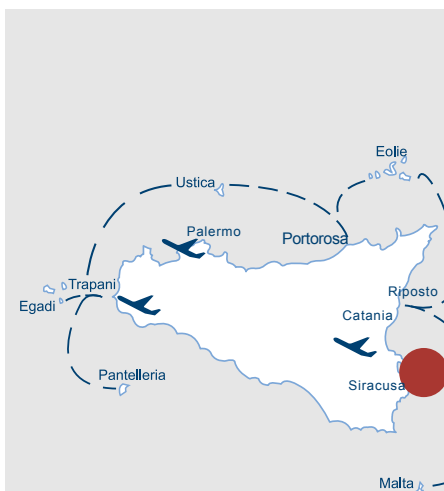 Eolie
Ustica
Palermo
Portorosa
Trapani
Riposto
Egadi
Catania
Pantelleria
Siracusa
Malta